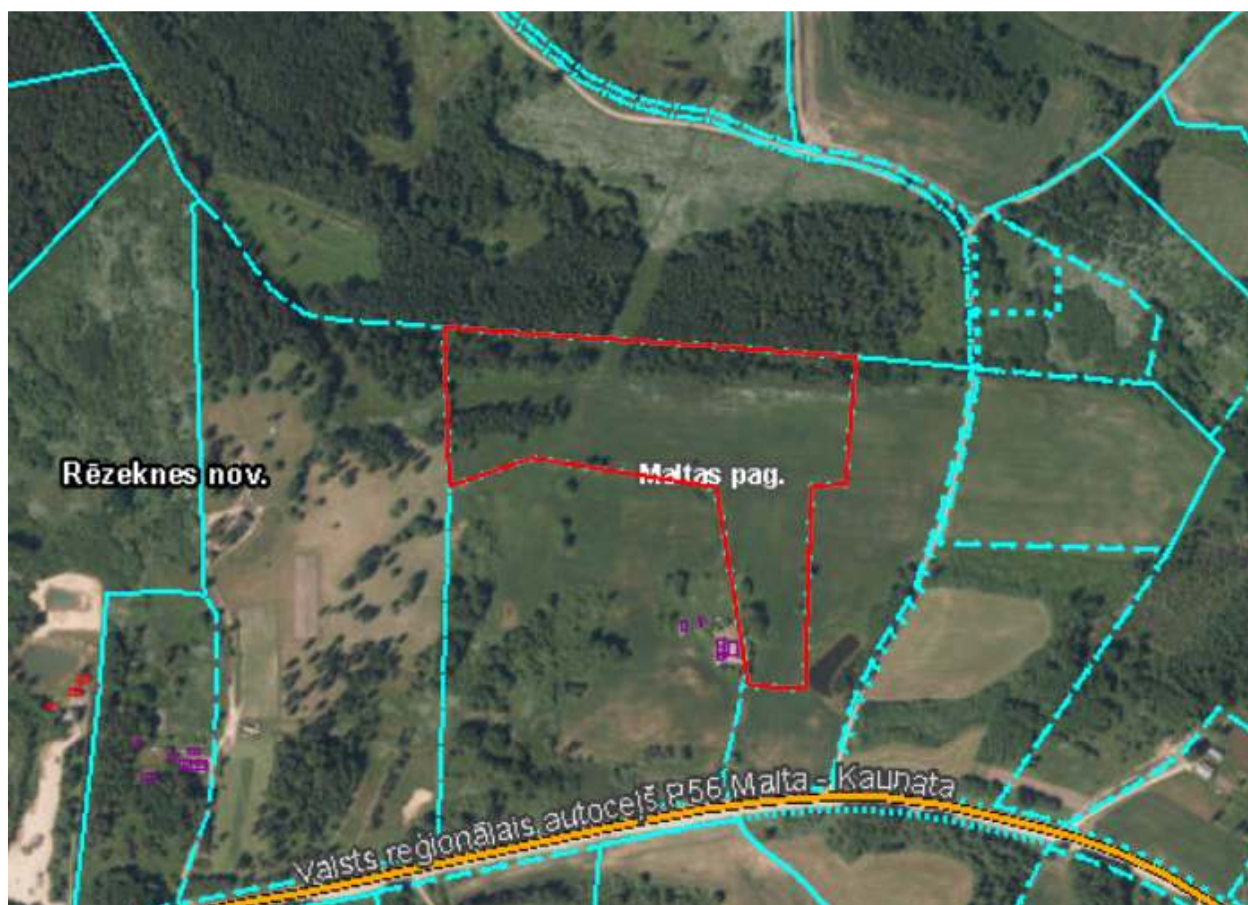 Rēzeknes nov.
Maltas pag.
Valsts reģionālais autoceļš P56 Malta - Kaunata